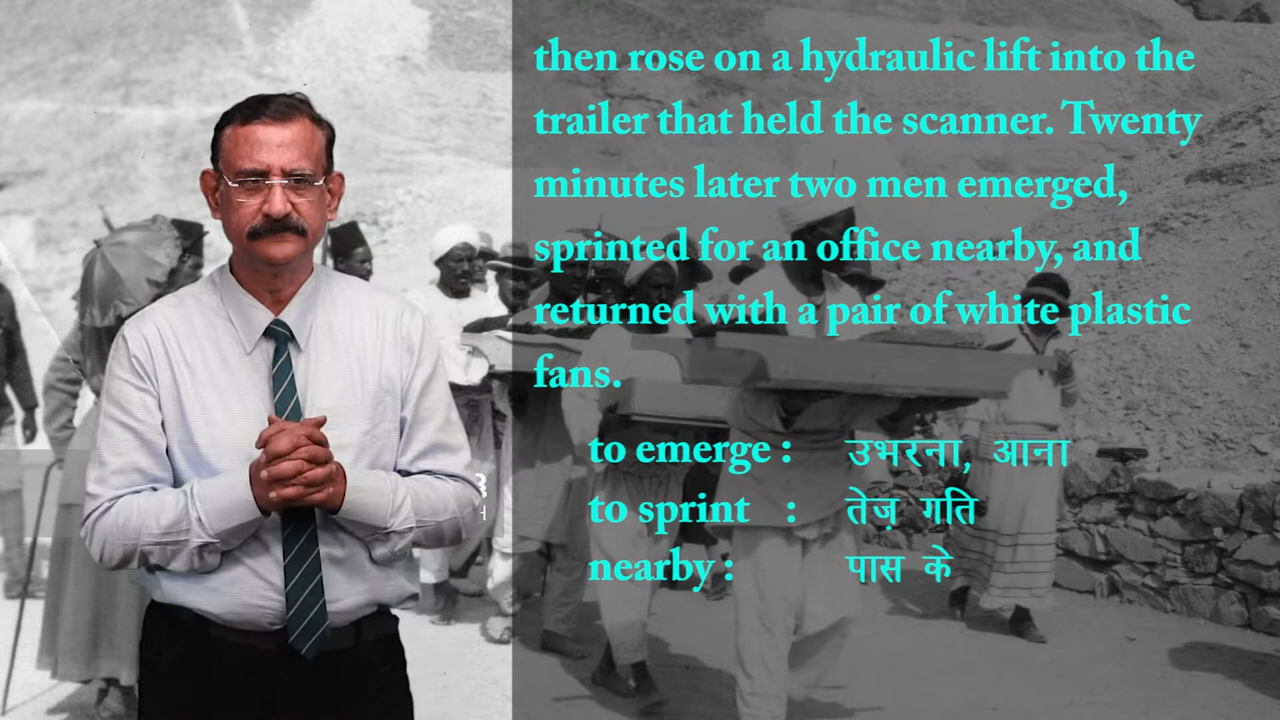 then rose on a hydraulic lift into the
trailer that held the scanner. Twenty
minutes later two men emerged,
sprinted for an office nearby, and
returned with a pair of white plastic
fans.
to emerge : उभरना, आना
to sprint : तेज़ गति
nearby : पास के